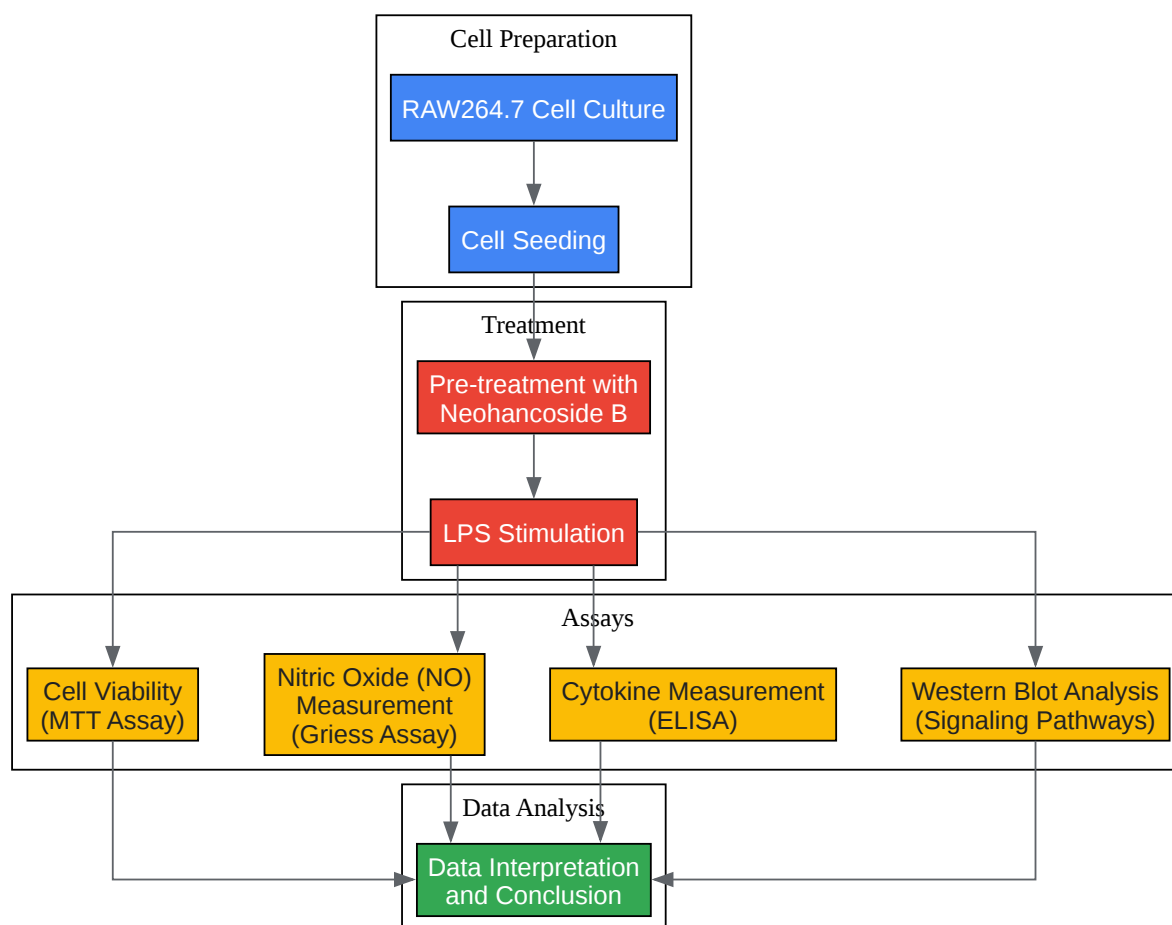 Cell Preparation
RAW264.7 Cell Culture
Cell Seeding
Treatment
Pre-treatment with
Neohancoside B
LPS Stimulation
Assays
Cell Viability
(MTT Assay)
Nitric Oxide (NO)
Measurement
(Griess Assay)
Cytokine Measurement
(ELISA)
Western Blot Analysis
(Signaling Pathways)
Data Analysis
Data Interpretation
and Conclusion